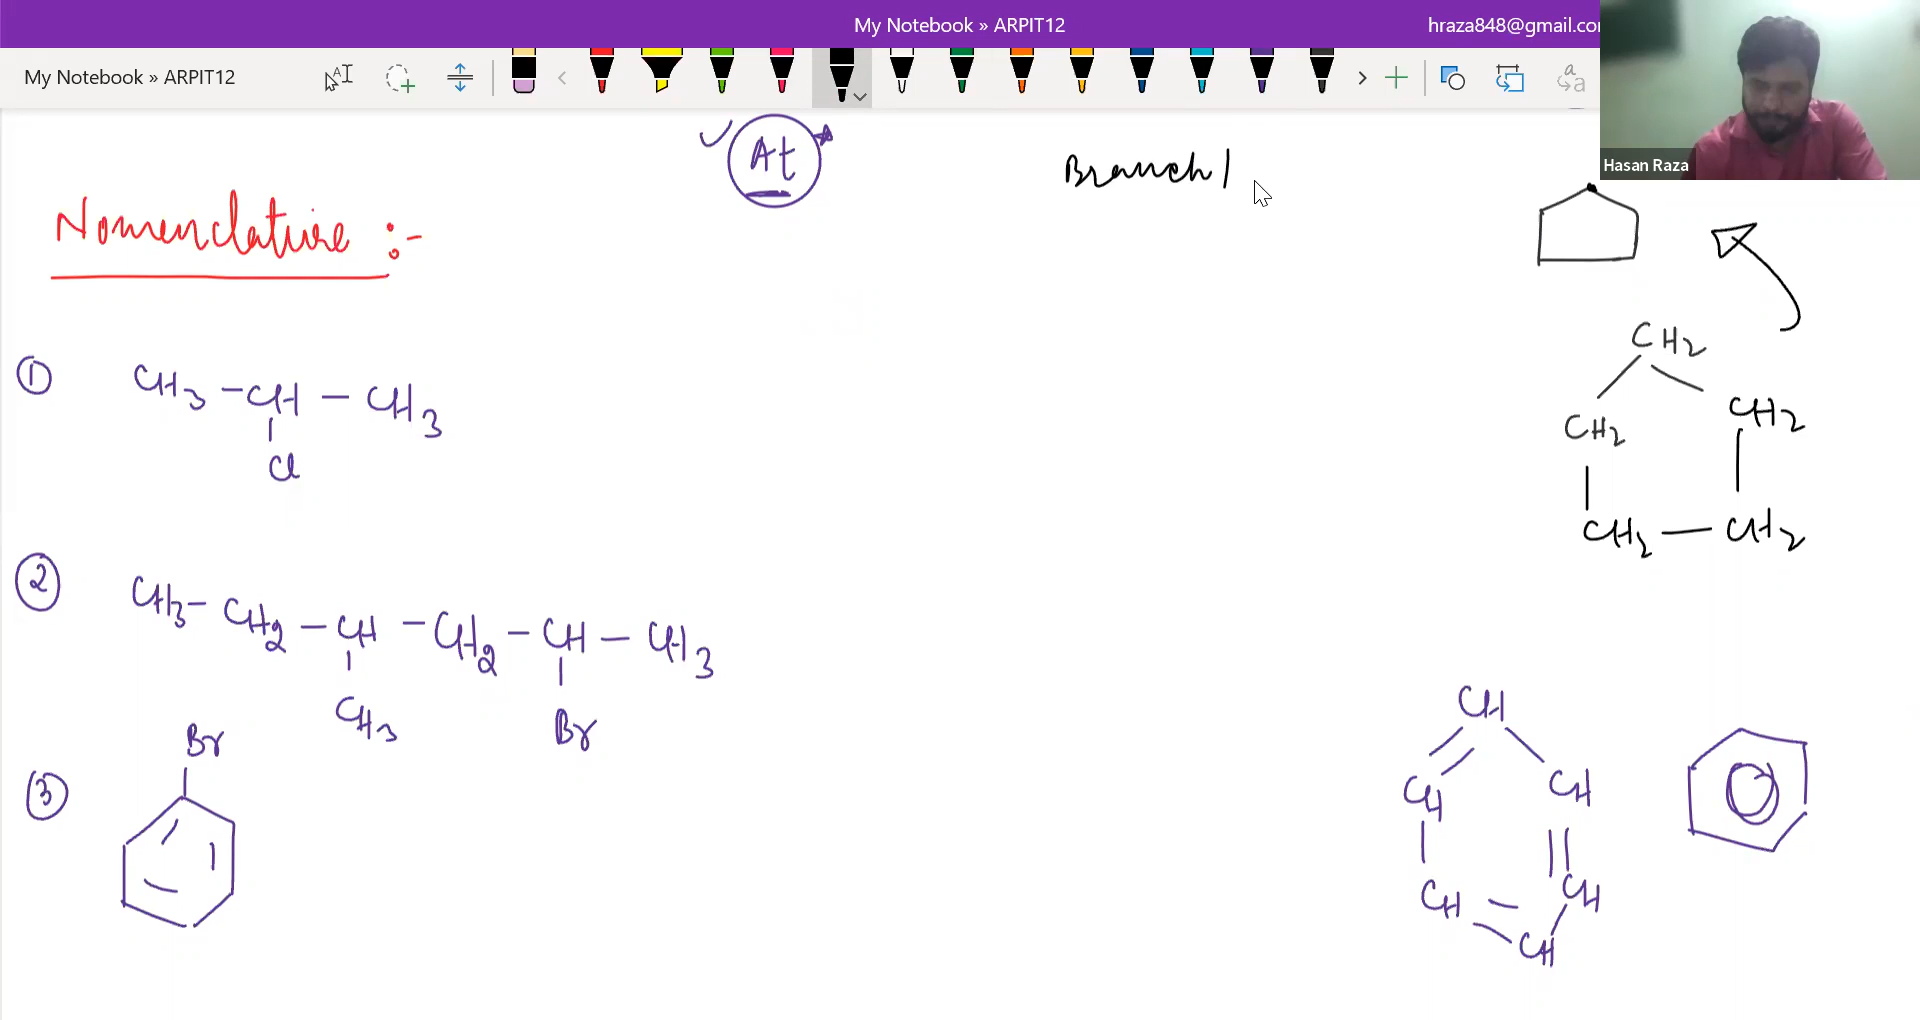 My Notebook » ARPIT12
hraza848@gmail.co
My Notebook » ARPIT12
Hasan Raza
At
Branch/
Nomenclature :-
① CH3 - CH - CH3
Cl
CH2
CH2 CH2
CH2 - CH2
② CH3 - CH2 - CH - CH2 - CH - CH3
CH3 Br
③ Br
CH
CH CH
CH CH
CH